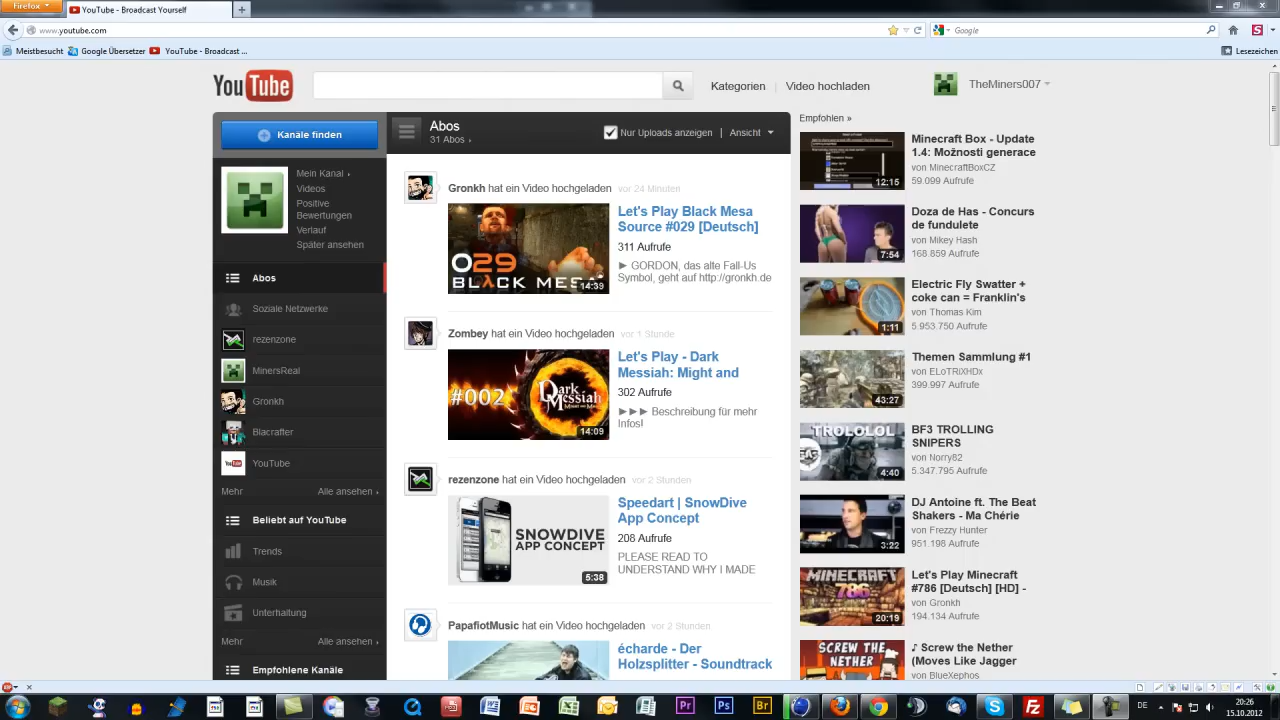 Firefox
YouTube - Broadcast Yourself
www.youtube.com
Google
Meistbesucht
Google Übersetzer
YouTube - Broadcast ...
Lesezeichen
YouTube
Kategorien | Video hochladen
TheMiners007
Kanäle finden
Mein Kanal
Videos
Positive
Bewertungen
Verlauf
Später ansehen
Abos
Soziale Netzwerke
rezenzone
MinersReal
Gronkh
Blacraffer
YouTube
Mehr
Alle ansehen
Beliebt auf YouTube
Trends
Musik
Unterhaltung
Mehr
Alle ansehen
Empfohlene Kanäle
Abos
31 Abos
Nur Uploads anzeigen | Ansicht
Gronkh hat ein Video hochgeladen vor 24 Minuten
029
BLACK MES
14:39
Let's Play Black Mesa
Source #029 [Deutsch]
311 Aufrufe
► GORDON, das alte Fall-Us
Symbol, geht auf http://gronkh.de
Zombey hat ein Video hochgeladen vor 1 Stunde
#002
Dark
Messiah
14:09
Let's Play - Dark
Messiah: Might and
302 Aufrufe
►►► Beschreibung für mehr
Infos!
rezenzone hat ein Video hochgeladen vor 2 Stunden
SNOWDIVE
APP CONCEPT
5:38
Speedart | SnowDive
App Concept
208 Aufrufe
PLEASE READ TO
UNDERSTAND WHY I MADE
PapafiotMusic hat ein Video hochgeladen vor 2 Stunden
écharde - Der
Holzsplitter - Soundtrack
Empfohlen »
12:15
Minecraft Box - Update
1.4: Možnosti generace
von MinecraftBoxCZ
59.099 Aufrufe
7:54
Doza de Has - Concurs
de fundulete
von Mikey Hash
168.859 Aufrufe
1:11
Electric Fly Swatter +
coke can = Franklin's
von Thomas Kim
5.953.750 Aufrufe
43:27
Themen Sammlung #1
von ELoTRiXHDx
399.997 Aufrufe
TROLOLOL
4:40
BF3 TROLLING
SNIPERS
von Norry82
5.347.795 Aufrufe
3:22
DJ Antoine ft. The Beat
Shakers - Ma Chérie
von Frezzy Hunter
951.198 Aufrufe
MINECRAFT
786
20:19
Let's Play Minecraft
#786 [Deutsch] [HD] -
von Gronkh
194.134 Aufrufe
SCREW THE
NETHER
♪ Screw the Nether
(Moves Like Jagger
von BlueXephos
DE
20:26
15.10.2012